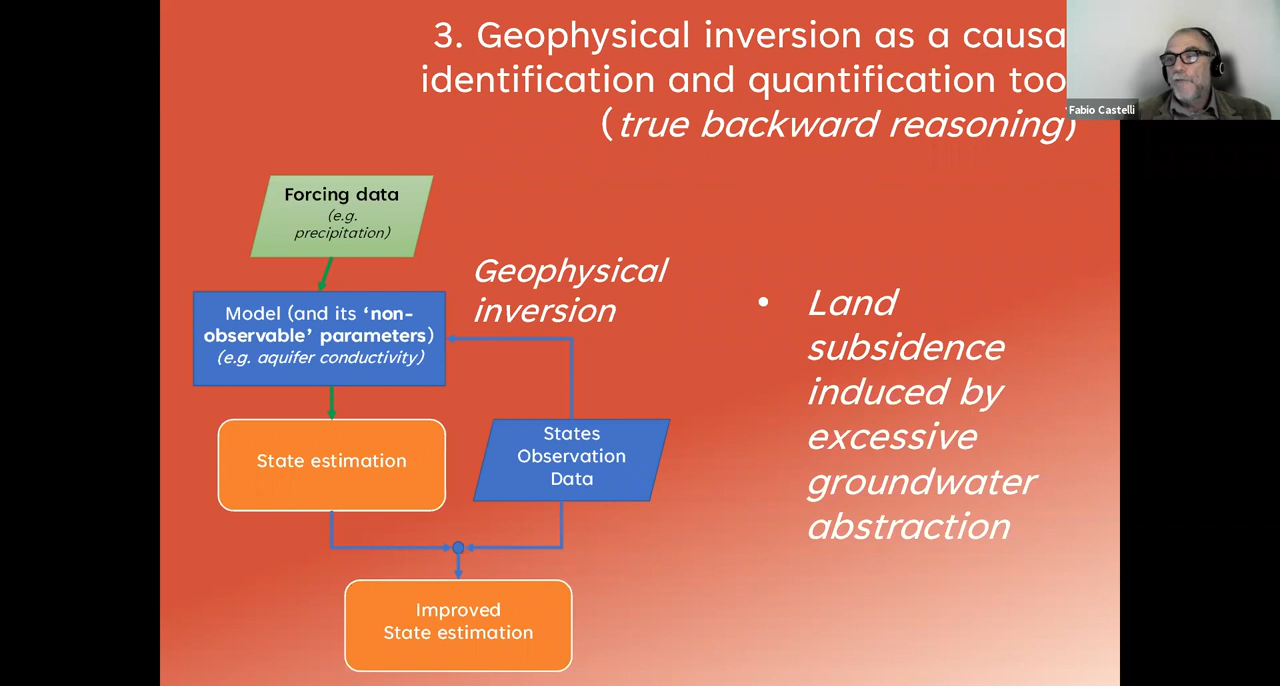 3. Geophysical inversion as a causa
identification and quantification too
(true backward reasoning)
Fabio Castelli
Forcing data
(e.g.
precipitation)
Geophysical
inversion
Model (and its ‘non-
observable’ parameters)
(e.g. aquifer conductivity)
• Land
subsidence
induced by
excessive
groundwater
abstraction
State estimation
States
Observation
Data
Improved
State estimation